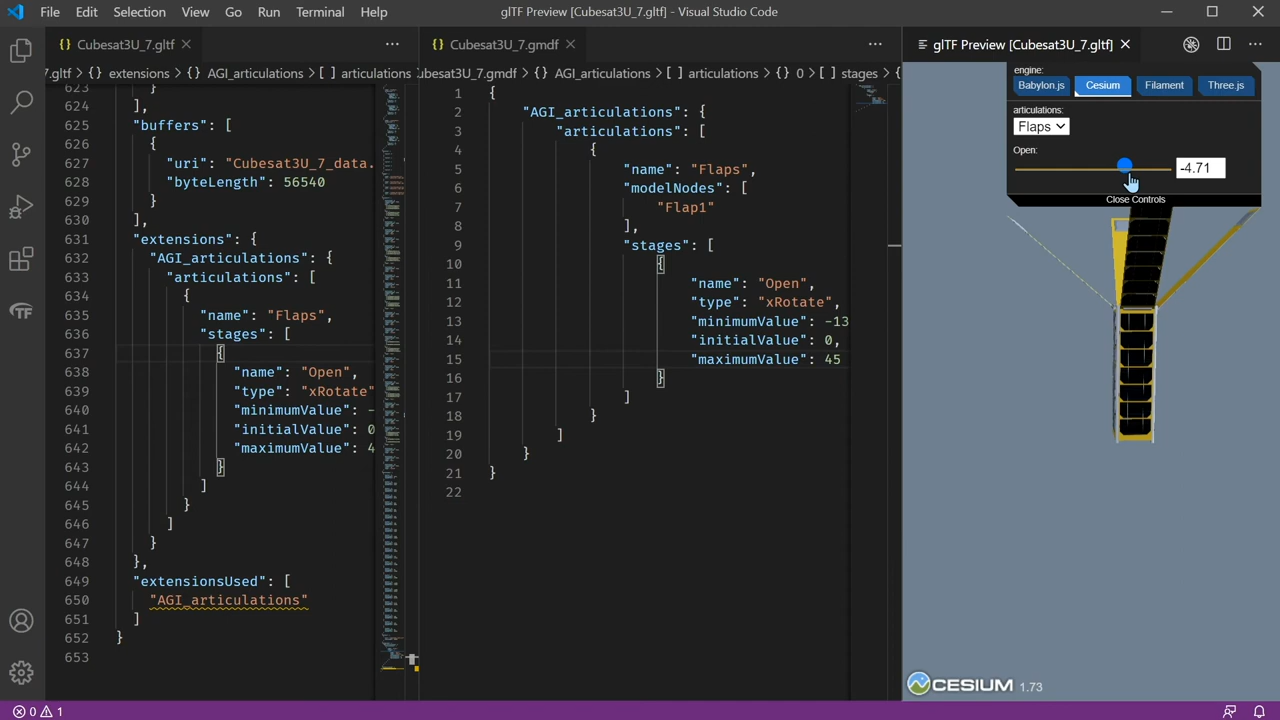 File Edit Selection View Go Run Terminal Help
glTF Preview [Cubesat3U_7.gltf] - Visual Studio Code
{} Cubesat3U_7.gltf
7.gltf > {} extensions > {} AGI_articulations > [ ] articulations
623 }
624 ],
625 "buffers": [
626 {
627 "uri": "Cubesat3U_7_data.
628 "byteLength": 56540
629 }
630 ],
631 "extensions": {
632 "AGI_articulations": {
633 "articulations": [
634 {
635 "name": "Flaps",
636 "stages": [
637 {
638 "name": "Open",
639 "type": "xRotate"
640 "minimumValue": -
641 "initialValue": 0
642 "maximumValue": 4
643 }
644 ]
645 }
646 ]
647 }
648 },
649 "extensionsUsed": [
650 "AGI_articulations"
651 ]
652 }
653
{} Cubesat3U_7.gmdf
ubesat3U_7.gmdf > {} AGI_articulations > [ ] articulations > {} 0 > [ ] stages > {
1 {
2 "AGI_articulations": {
3 "articulations": [
4 {
5 "name": "Flaps",
6 "modelNodes": [
7 "Flap1"
8 ],
9 "stages": [
10 {
11 "name": "Open",
12 "type": "xRotate",
13 "minimumValue": -13
14 "initialValue": 0,
15 "maximumValue": 45
16 }
17 ]
18 }
19 ]
20 }
21 }
22
glTF Preview [Cubesat3U_7.gltf]
engine:
Babylon.js Cesium Filament Three.js
articulations:
Flaps
Open:
-4.71
Close Controls
CESIUM 1.73
0 1